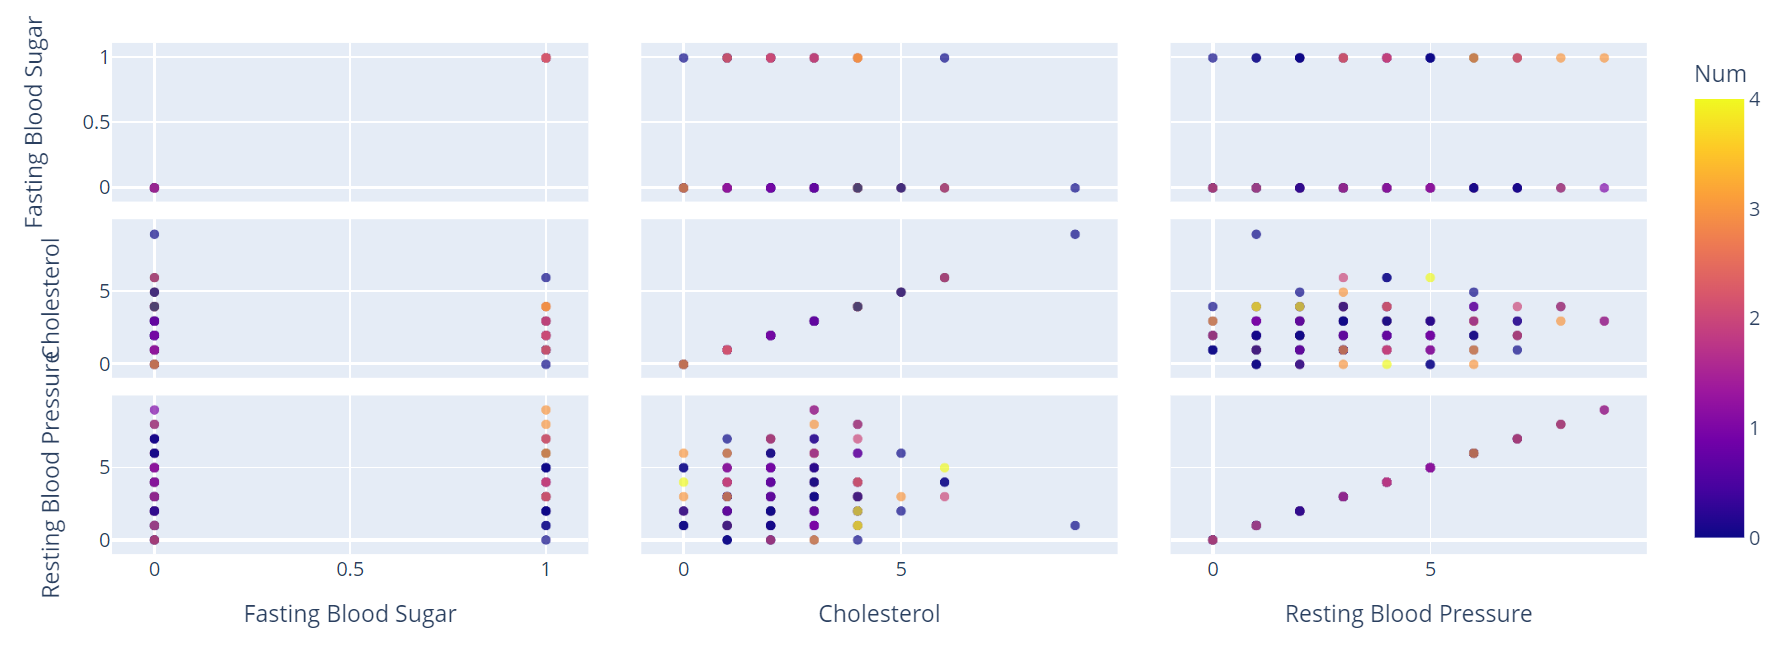 Fasting Blood Sugar
1
0.5
0
Cholesterol
5
0
Resting Blood Pressure
5
0
0 0.5 1
0 5
0 5
Fasting Blood Sugar
Cholesterol
Resting Blood Pressure
Num
4
3
2
1
0